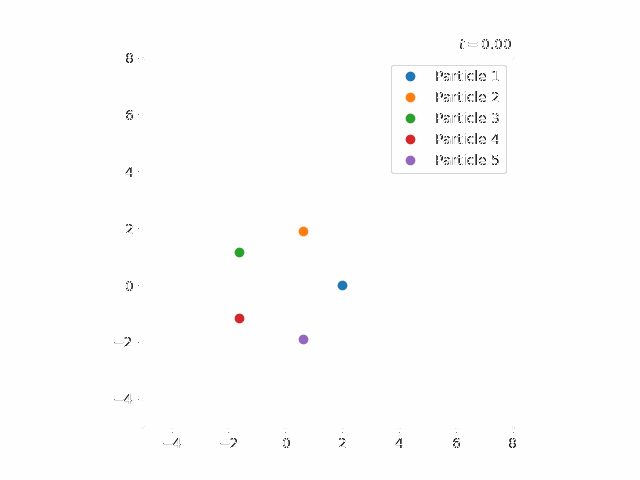 t = 0.00
8
Particle 1
Particle 2
Particle 3
Particle 4
Particle 5
6
4
2
0
−2
−4
−4 −2 0 2 4 6 8